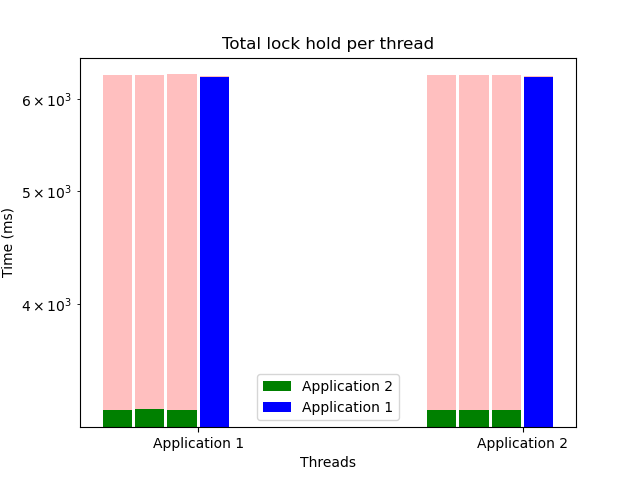 Total lock hold per thread
6 × 10³
5 × 10³
4 × 10³
Time (ms)
Application 2
Application 1
Application 1
Application 2
Threads